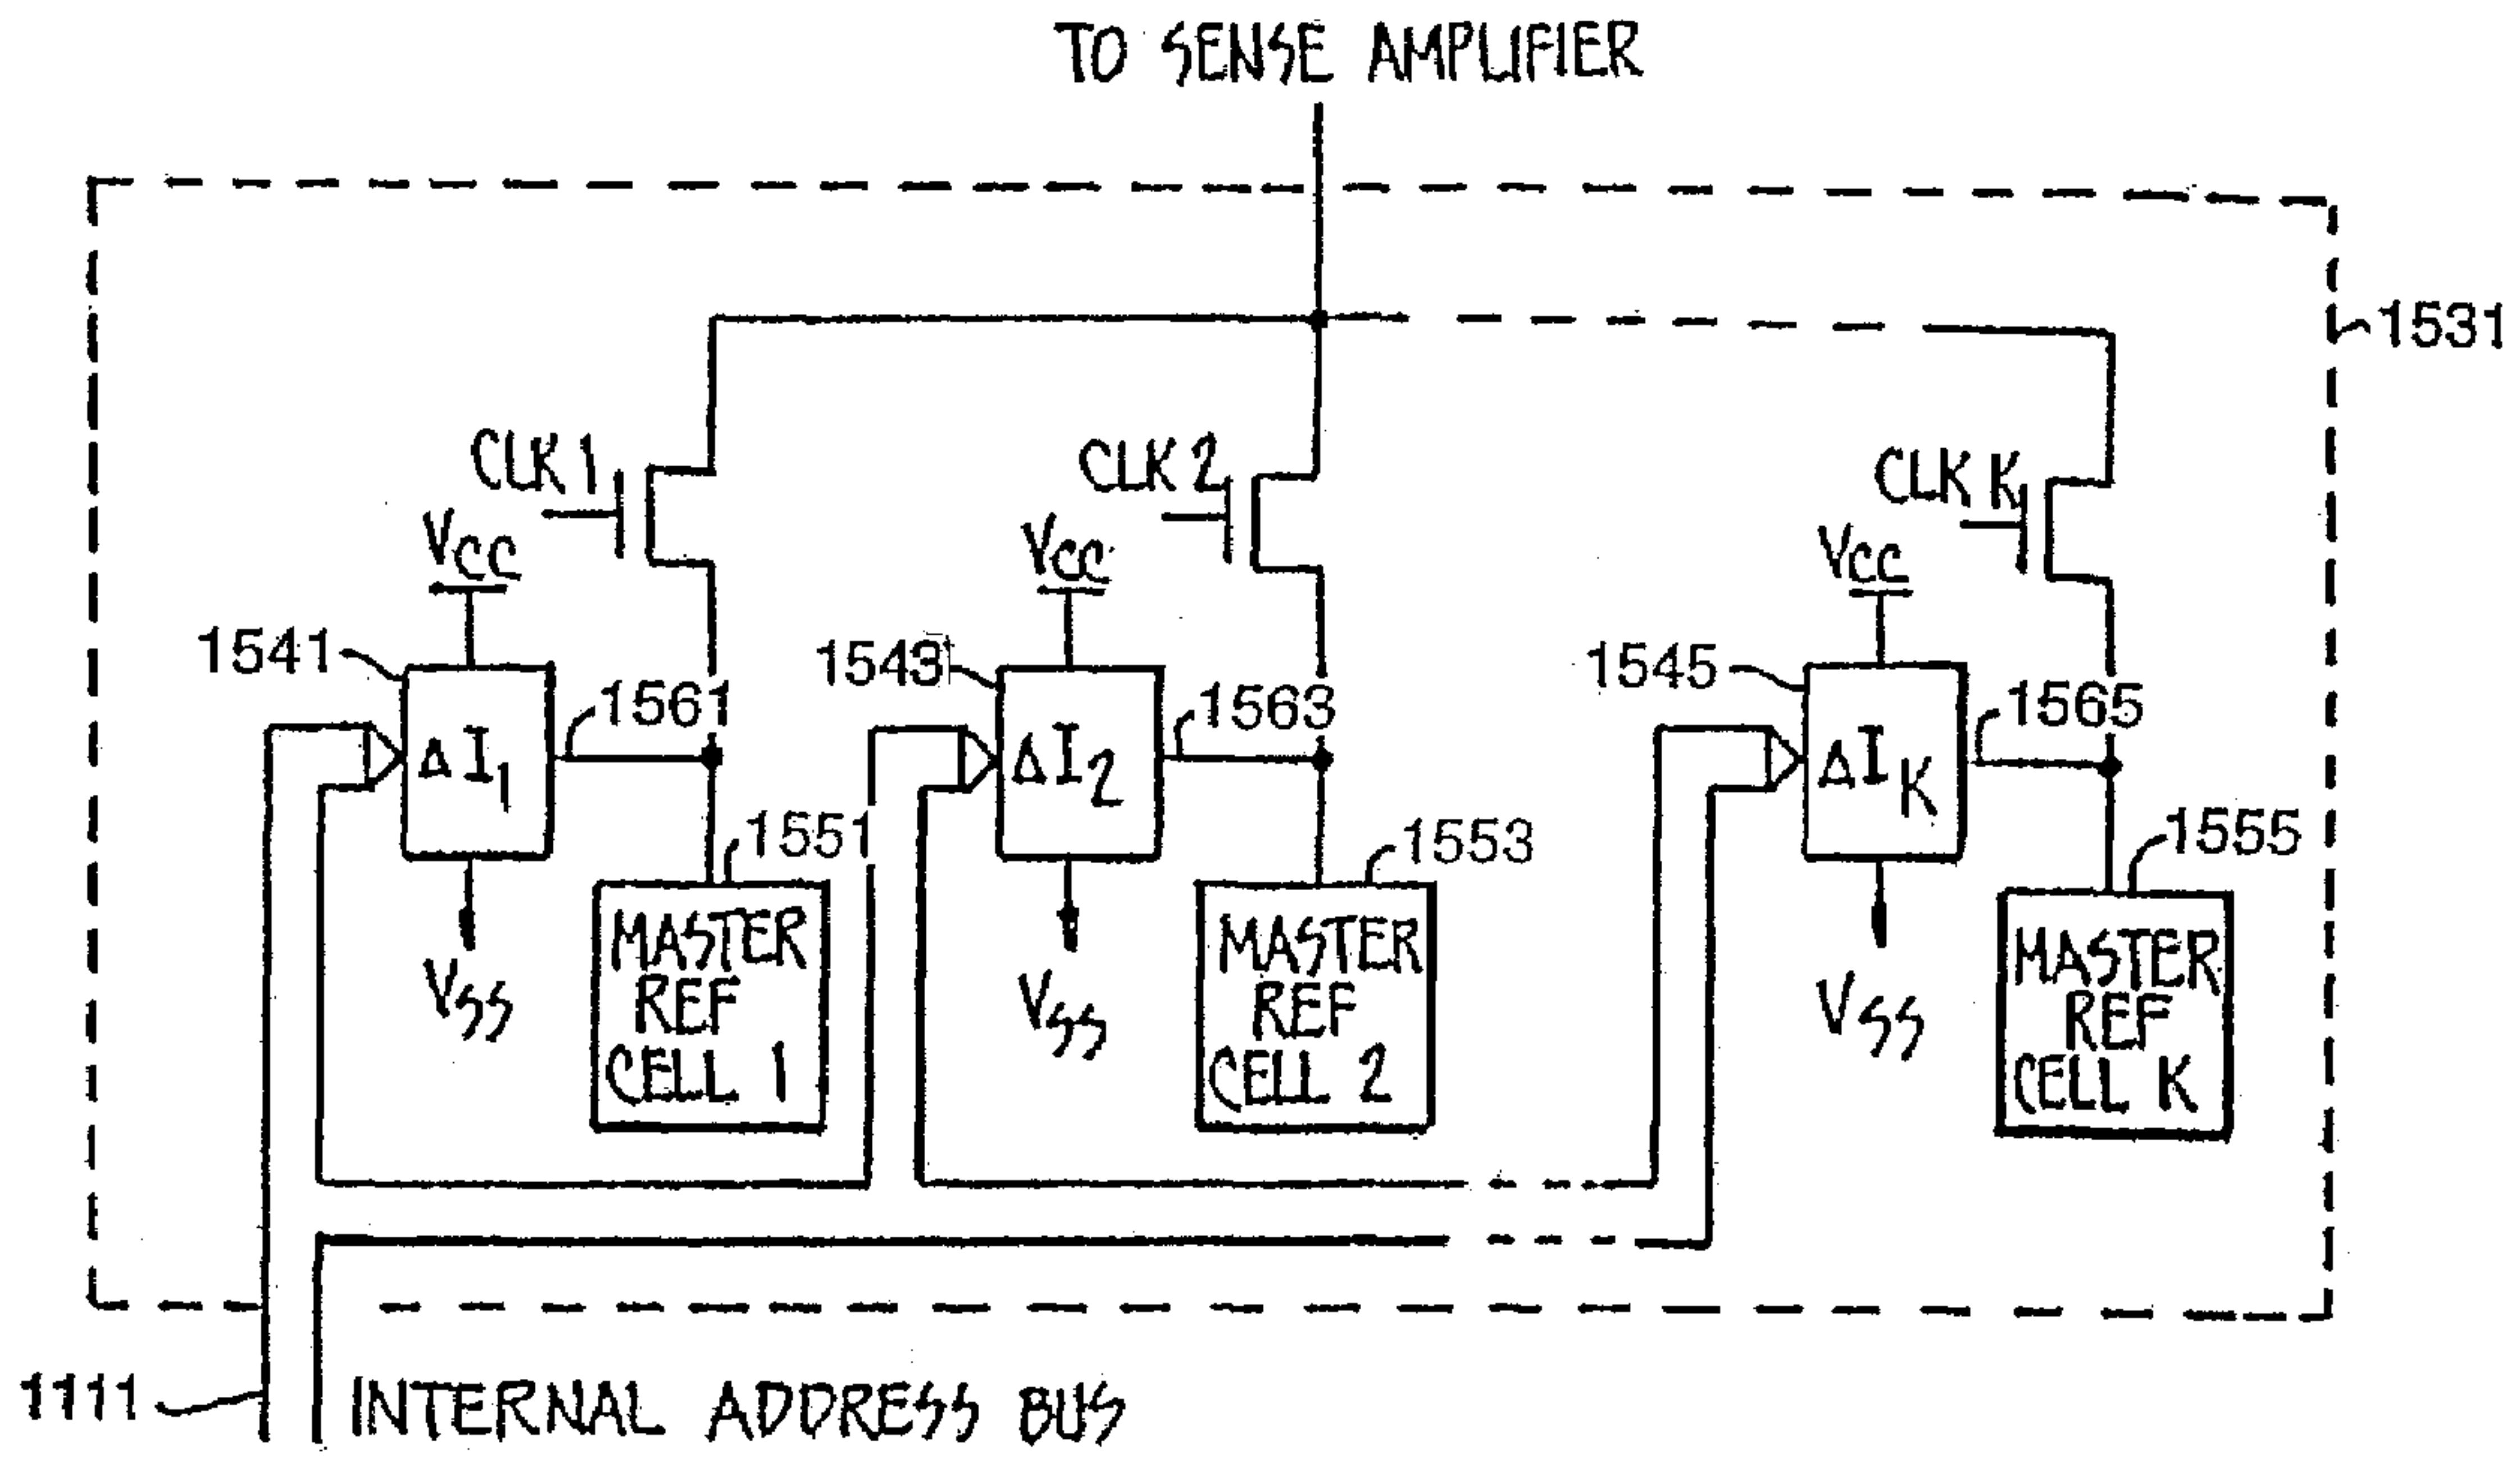 TO SENSE AMPLIFIER
1531
CLK 1
CLK 2
CLK K
VCC
VCC
VCC
1541
1543
1545
1561
1563
1565
ΔI1
ΔI2
ΔIK
1551
1553
1555
VSS
VSS
VSS
MASTER
REF
CELL 1
MASTER
REF
CELL 2
MASTER
REF
CELL K
1111
INTERNAL ADDRESS BUS